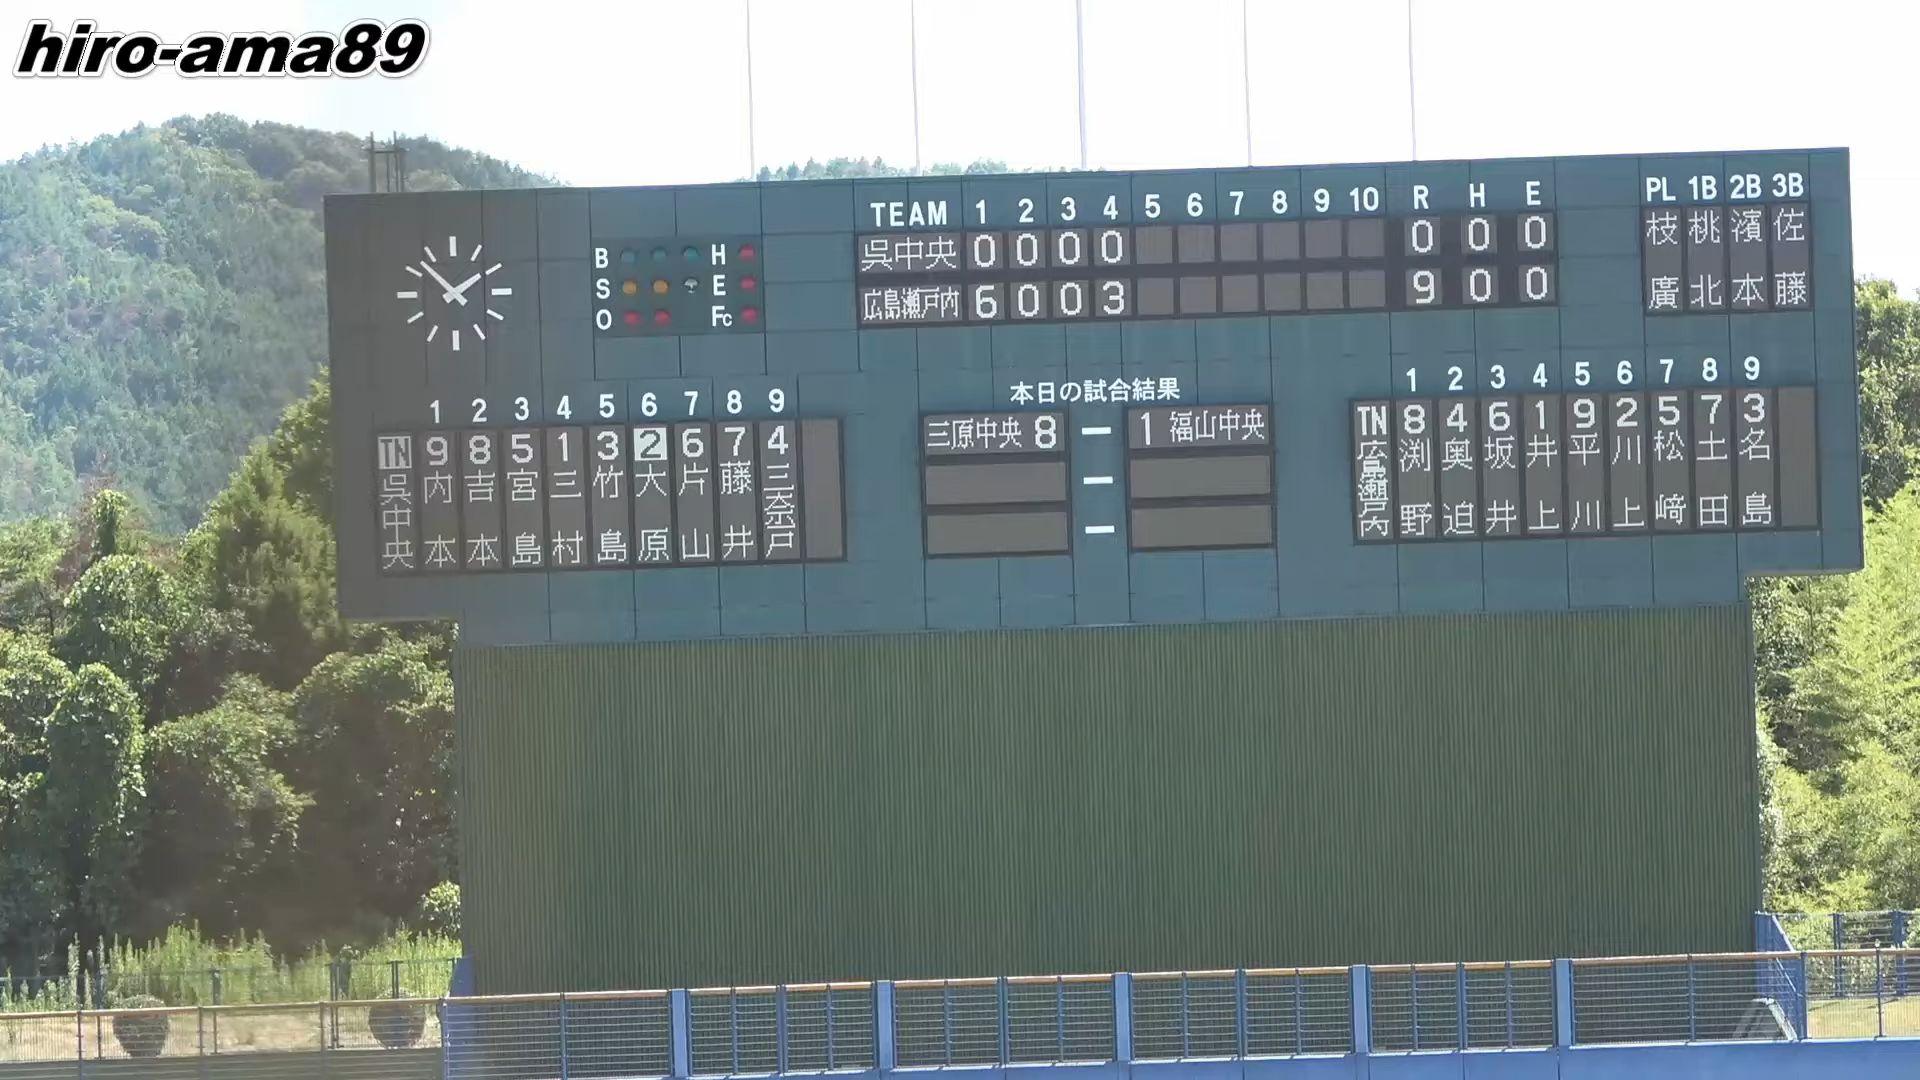 hiro-ama89
TEAM 1 2 3 4 5 6 7 8 9 10 R H E
呉中央 0 0 0 0 0 0 0
広島瀬戸内 6 0 0 3 9 0 0
B H
S E
O Fc
PL 1B 2B 3B
枝廣 桃北 濱本 佐藤
1 2 3 4 5 6 7 8 9
TN 9 8 5 1 3 2 6 7 4
呉中央 内本 吉本 宮島 三村 竹島 大原 片山 藤井 三奈戸
本日の試合結果
三原中央 8 - 1 福山中央
-
-
1 2 3 4 5 6 7 8 9
TN 8 4 6 1 9 2 5 7 3
広島瀬戸内 渕野 奥迫 坂井 井上 平川 川上 松﨑 土田 名島